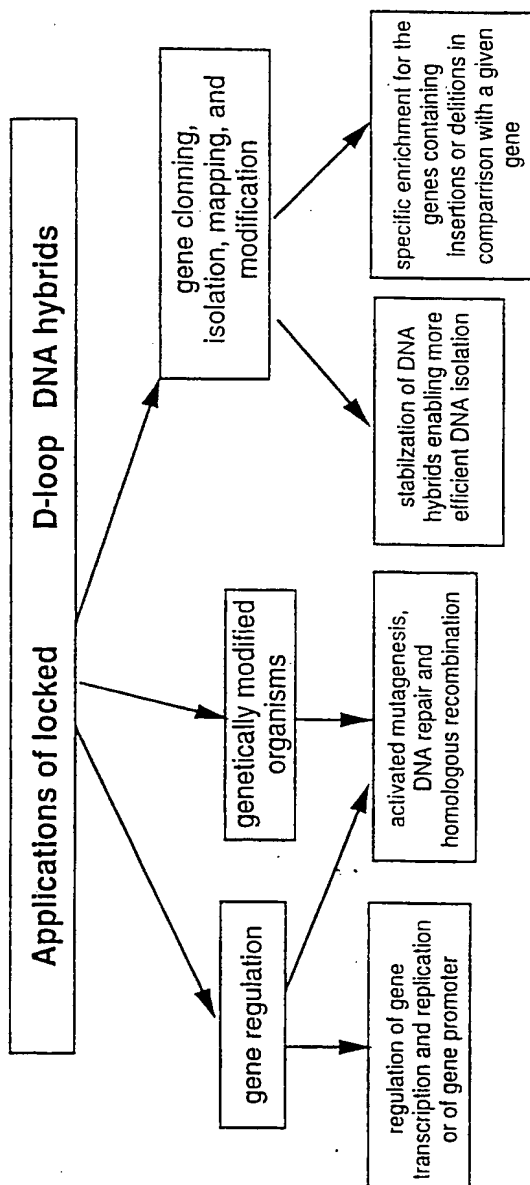 Applications of locked D-loop DNA hybrids
gene regulation
genetically modified
organisms
gene clonning,
isolation, mapping, and
modification
regulation of gene
transcription and replication
or of gene promoter
activated mutagenesis,
DNA repair and
homologous recombination
stabilzation of DNA
hybrids enabling more
efficient DNA isolation
specific enrichment for the
genes containing
insertions or delitions in
comparison with a given
gene